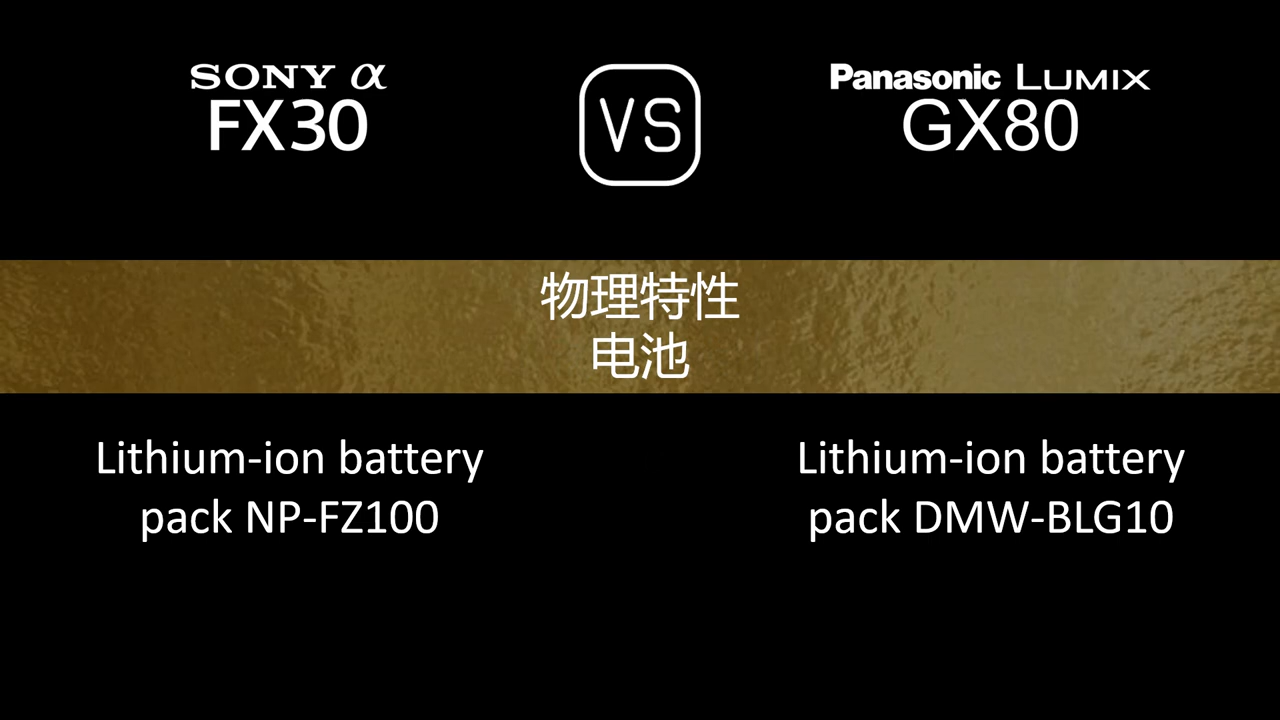 SONY α
FX30
VS
Panasonic LUMIX
GX80
物理特性
电池
Lithium-ion battery
pack NP-FZ100
Lithium-ion battery
pack DMW-BLG10